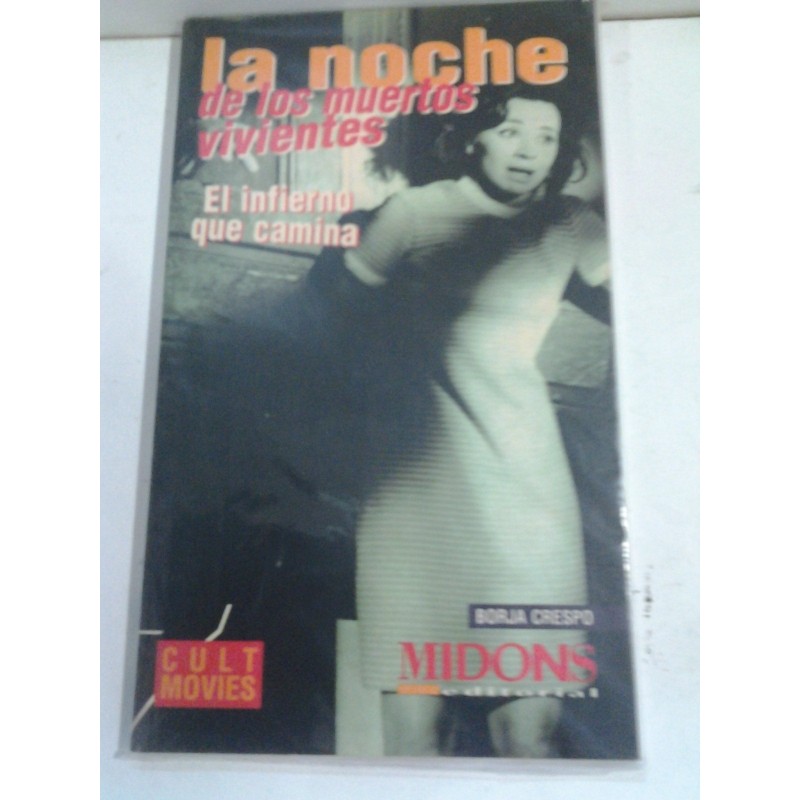 la noche
de los muertos
vivientes
El infierno
que camina
BORJA CRESPO
CULT
MOVIES
MIDONS
editorial